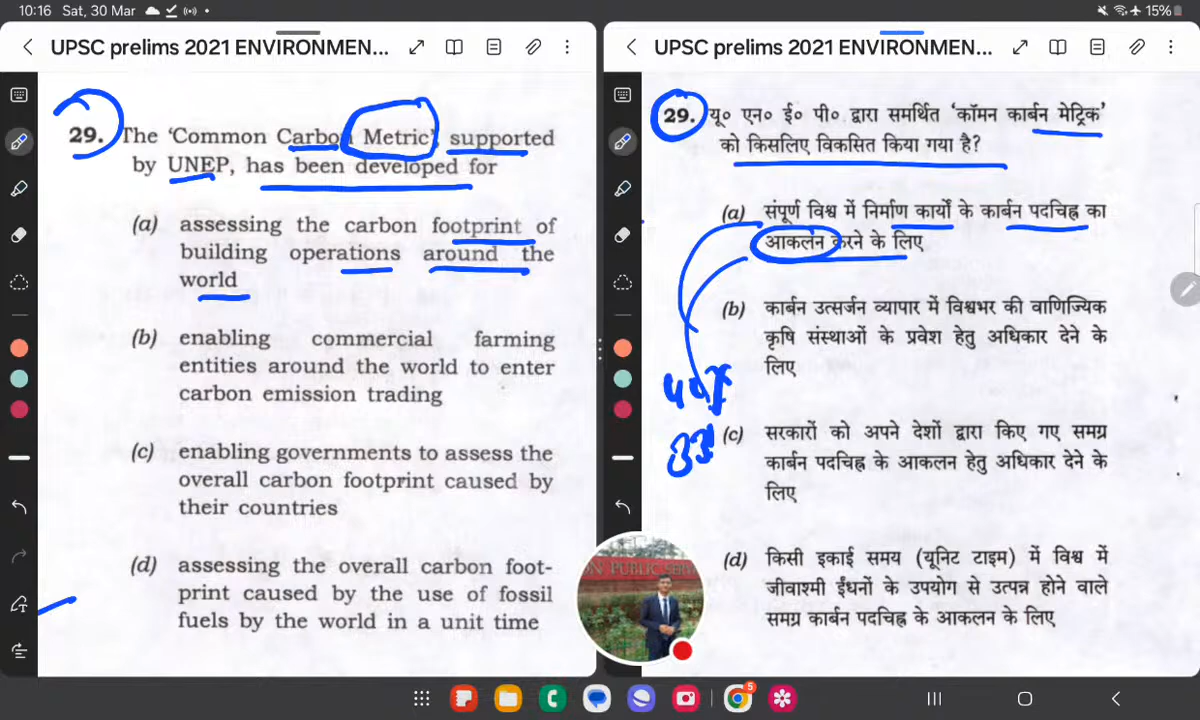 10:16 Sat, 30 Mar
15%
UPSC prelims 2021 ENVIRONMEN...
29. The ‘Common Carbon Metric’, supported
by UNEP, has been developed for
(a) assessing the carbon footprint of
building operations around the
world
(b) enabling commercial farming
entities around the world to enter
carbon emission trading
(c) enabling governments to assess the
overall carbon footprint caused by
their countries
(d) assessing the overall carbon foot-
print caused by the use of fossil
fuels by the world in a unit time
UPSC prelims 2021 ENVIRONMEN...
29. यू० एन० ई० पी० द्वारा समर्थित ‘कॉमन कार्बन मेट्रिक’
को किसलिए विकसित किया गया है?
(a) संपूर्ण विश्व में निर्माण कार्यों के कार्बन पदचिह्न का
आकलन करने के लिए
(b) कार्बन उत्सर्जन व्यापार में विश्वभर की वाणिज्यिक
कृषि संस्थाओं के प्रवेश हेतु अधिकार देने के
लिए
(c) सरकारों को अपने देशों द्वारा किए गए समग्र
कार्बन पदचिह्न के आकलन हेतु अधिकार देने के
लिए
(d) किसी इकाई समय (यूनिट टाइम) में विश्व में
जीवाश्मी ईंधनों के उपयोग से उत्पन्न होने वाले
समग्र कार्बन पदचिह्न के आकलन के लिए
PUBLIC
5